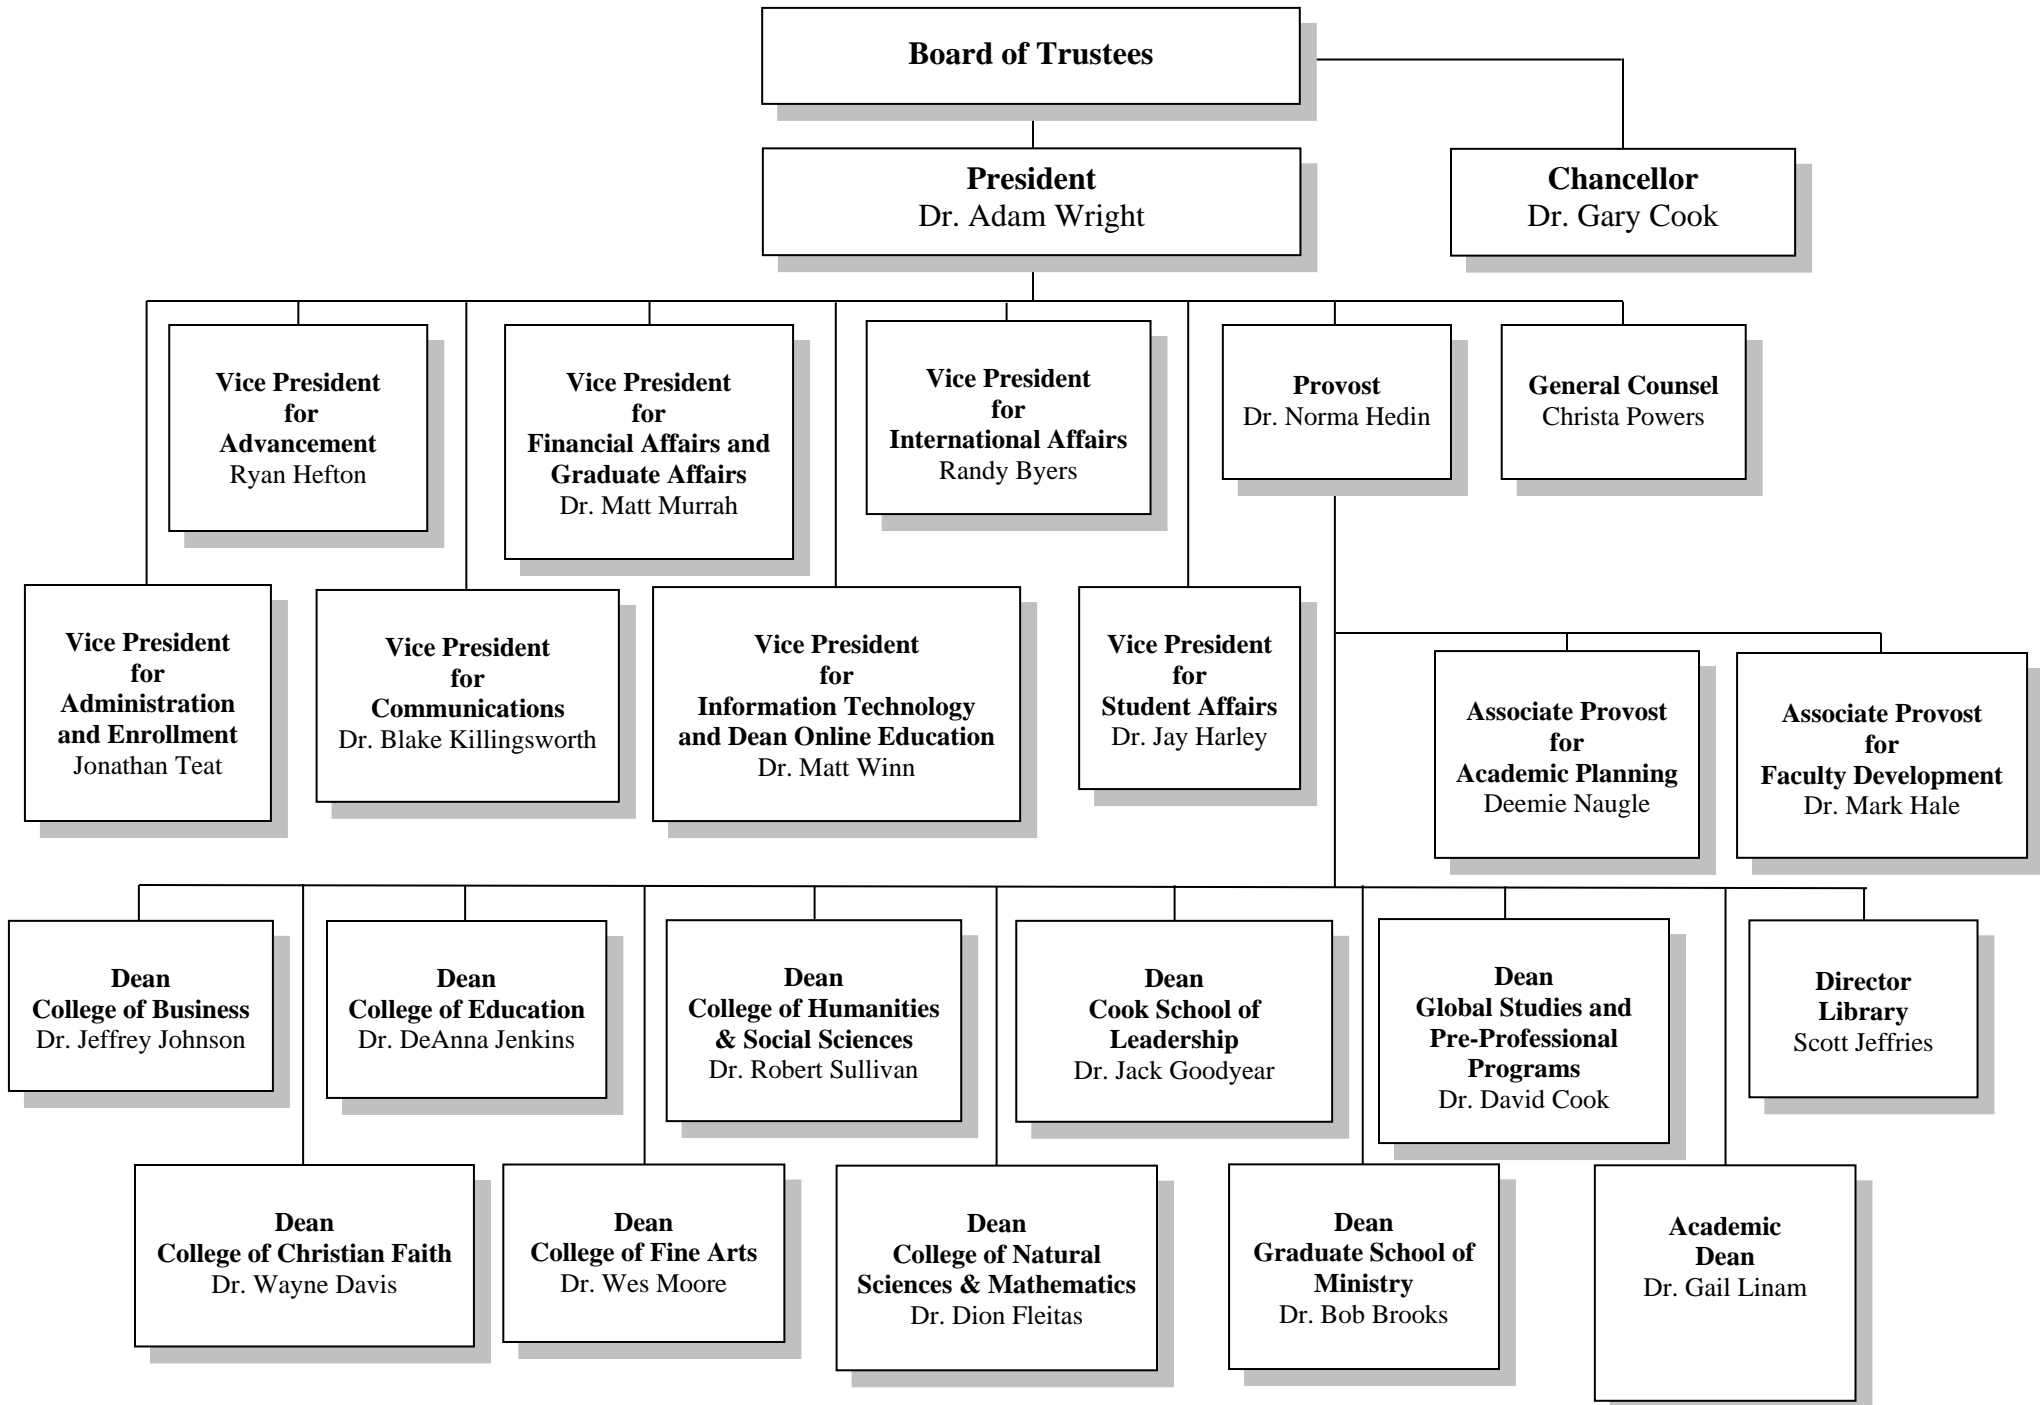 Board of Trustees
President
Dr. Adam Wright
Chancellor
Dr. Gary Cook
Vice President
for
Advancement
Ryan Hefton
Vice President
for
Financial Affairs and
Graduate Affairs
Dr. Matt Murrah
Vice President
for
International Affairs
Randy Byers
Provost
Dr. Norma Hedin
General Counsel
Christa Powers
Vice President
for
Administration
and Enrollment
Jonathan Teat
Vice President
for
Communications
Dr. Blake Killingsworth
Vice President
for
Information Technology
and Dean Online Education
Dr. Matt Winn
Vice President
for
Student Affairs
Dr. Jay Harley
Associate Provost
for
Academic Planning
Deemie Naugle
Associate Provost
for
Faculty Development
Dr. Mark Hale
Dean
College of Business
Dr. Jeffrey Johnson
Dean
College of Education
Dr. DeAnna Jenkins
Dean
College of Humanities
& Social Sciences
Dr. Robert Sullivan
Dean
Cook School of
Leadership
Dr. Jack Goodyear
Dean
Global Studies and
Pre-Professional
Programs
Dr. David Cook
Director
Library
Scott Jeffries
Dean
College of Christian Faith
Dr. Wayne Davis
Dean
College of Fine Arts
Dr. Wes Moore
Dean
College of Natural
Sciences & Mathematics
Dr. Dion Fleitas
Dean
Graduate School of
Ministry
Dr. Bob Brooks
Academic
Dean
Dr. Gail Linam